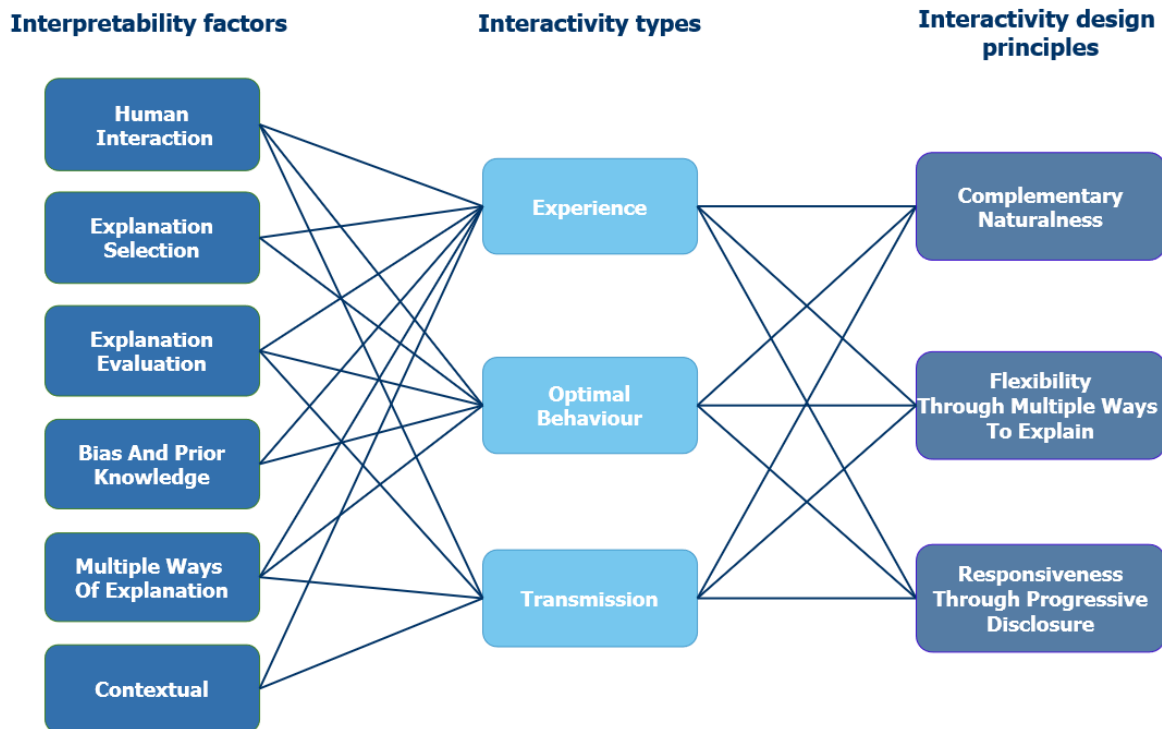 Interpretability factors
Interactivity types
Interactivity design
principles
Human
Interaction
Explanation
Selection
Explanation
Evaluation
Bias And Prior
Knowledge
Multiple Ways
Of Explanation
Contextual
Experience
Optimal
Behaviour
Transmission
Complementary
Naturalness
Flexibility
Through Multiple Ways
To Explain
Responsiveness
Through Progressive
Disclosure